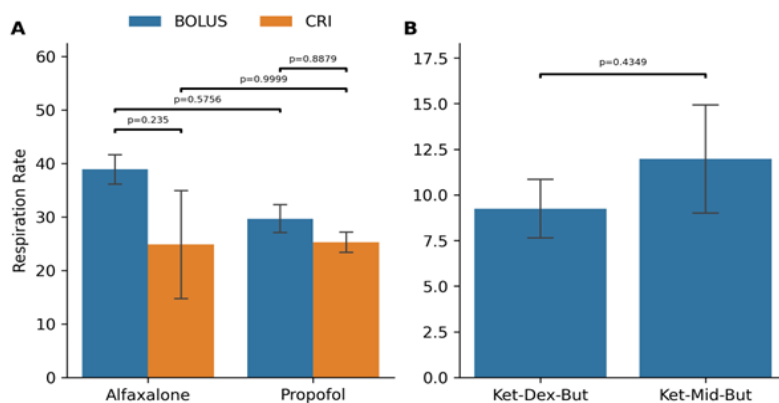 A
BOLUS
CRI
B
60
50
40
30
20
10
0
Respiration Rate
p=0.8879
p=0.9999
p=0.5756
p=0.235
Alfaxalone
Propofol
17.5
15.0
12.5
10.0
7.5
5.0
2.5
0.0
p=0.4349
Ket-Dex-But
Ket-Mid-But